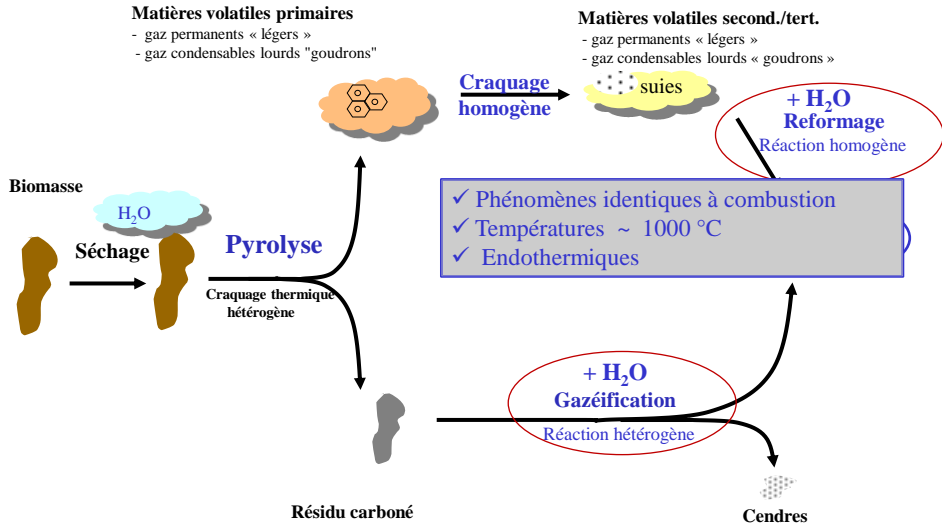 Matières volatiles primaires
- gaz permanents « légers »
- gaz condensables lourds "goudrons"
Matières volatiles second./tert.
- gaz permanents « légers »
- gaz condensables lourds « goudrons »
Craquage
homogène
suies
+ H₂O
Reformage
Réaction homogène
Biomasse
H₂O
Séchage
Pyrolyse
Craquage thermique
hétérogène
✓ Phénomènes identiques à combustion
✓ Températures ~ 1000 °C
✓ Endothermiques
+ H₂O
Gazéification
Réaction hétérogène
Résidu carboné
Cendres